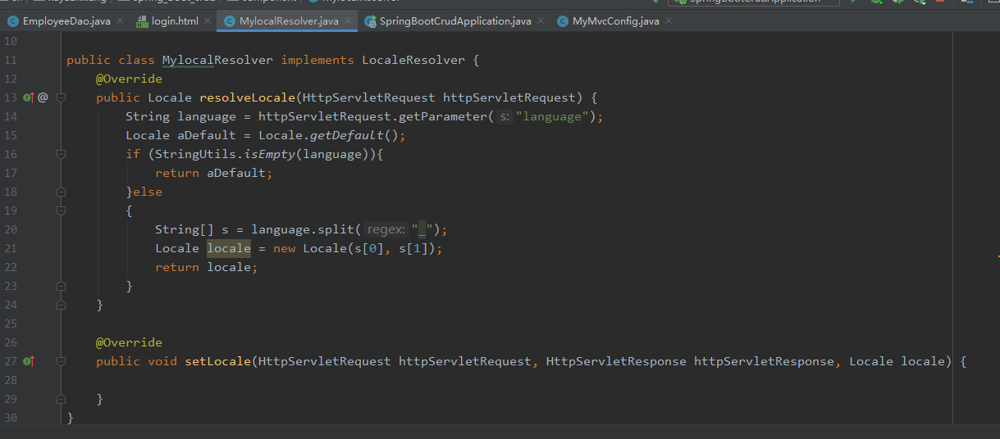 EmployeeDao.java login.html MylocalResolver.java SpringBootCrudApplication.java MyMvcConfig.java
10
11 public class MylocalResolver implements LocaleResolver {
12 @Override
13 public Locale resolveLocale(HttpServletRequest httpServletRequest) {
14 String language = httpServletRequest.getParameter( s: "language");
15 Locale aDefault = Locale.getDefault();
16 if (StringUtils.isEmpty(language)){
17 return aDefault;
18 }else
19 {
20 String[] s = language.split( regex: "_");
21 Locale locale = new Locale(s[0], s[1]);
22 return locale;
23 }
24 }
25
26 @Override
27 public void setLocale(HttpServletRequest httpServletRequest, HttpServletResponse httpServletResponse, Locale locale) {
28
29 }
30 }